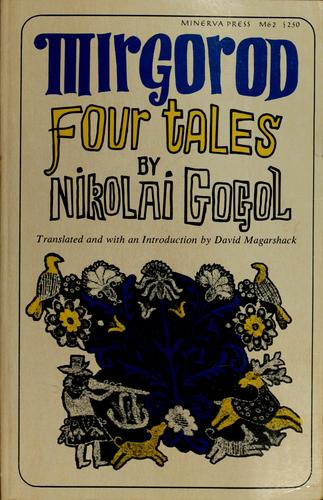 MINERVA PRESS M62 $250
MIRGOROD
FOUR TALES
BY
NIKOLAI GOGOL
Translated and with an Introduction by David Magarshack